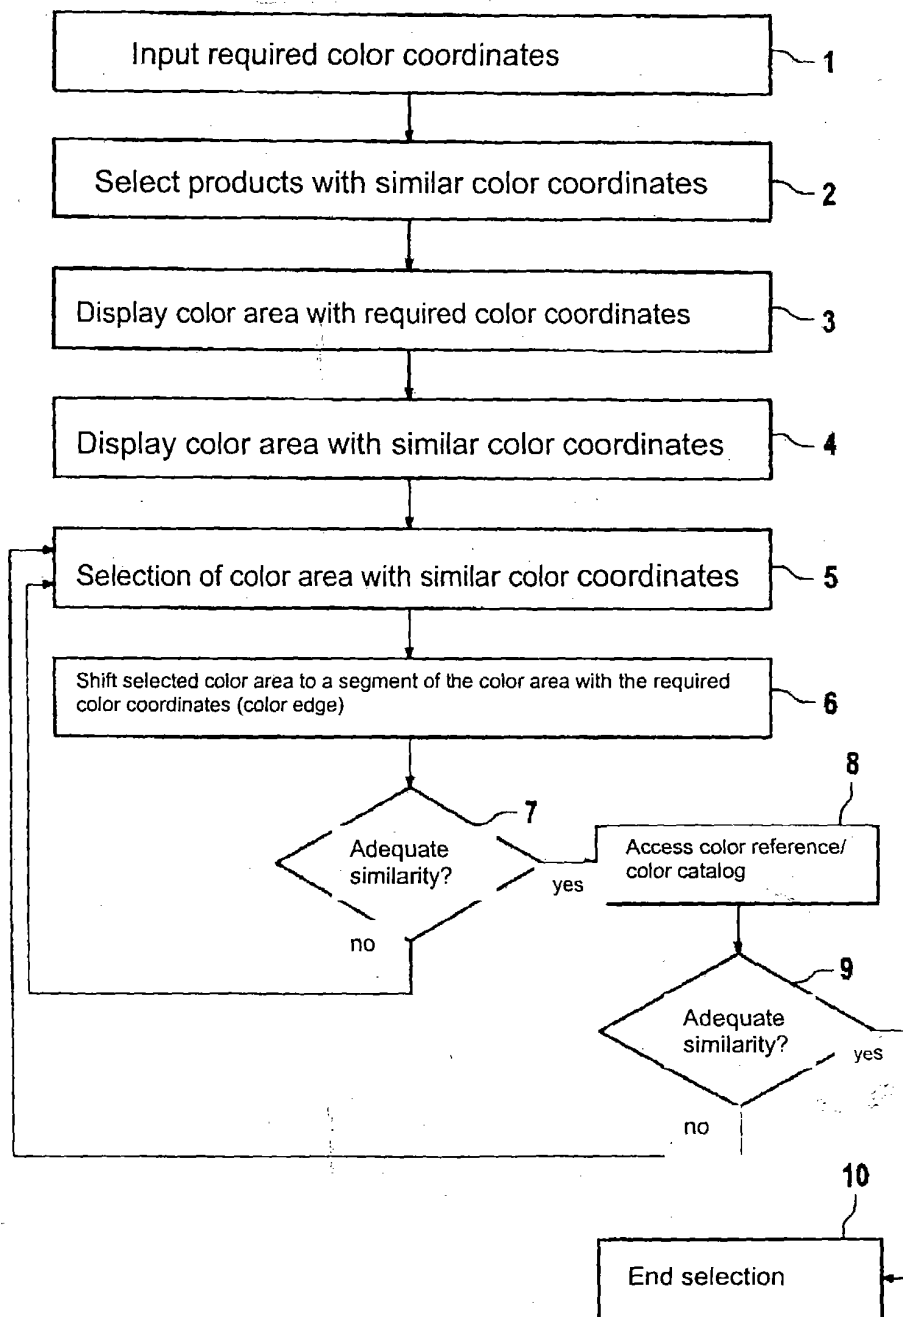 Input required color coordinates
1
Select products with similar color coordinates
2
Display color area with required color coordinates
3
Display color area with similar color coordinates
4
Selection of color area with similar color coordinates
5
Shift selected color area to a segment of the color area with the required
color coordinates (color edge)
6
7
Adequate
similarity?
yes
no
8
Access color reference/
color catalog
9
Adequate
similarity?
yes
no
10
End selection